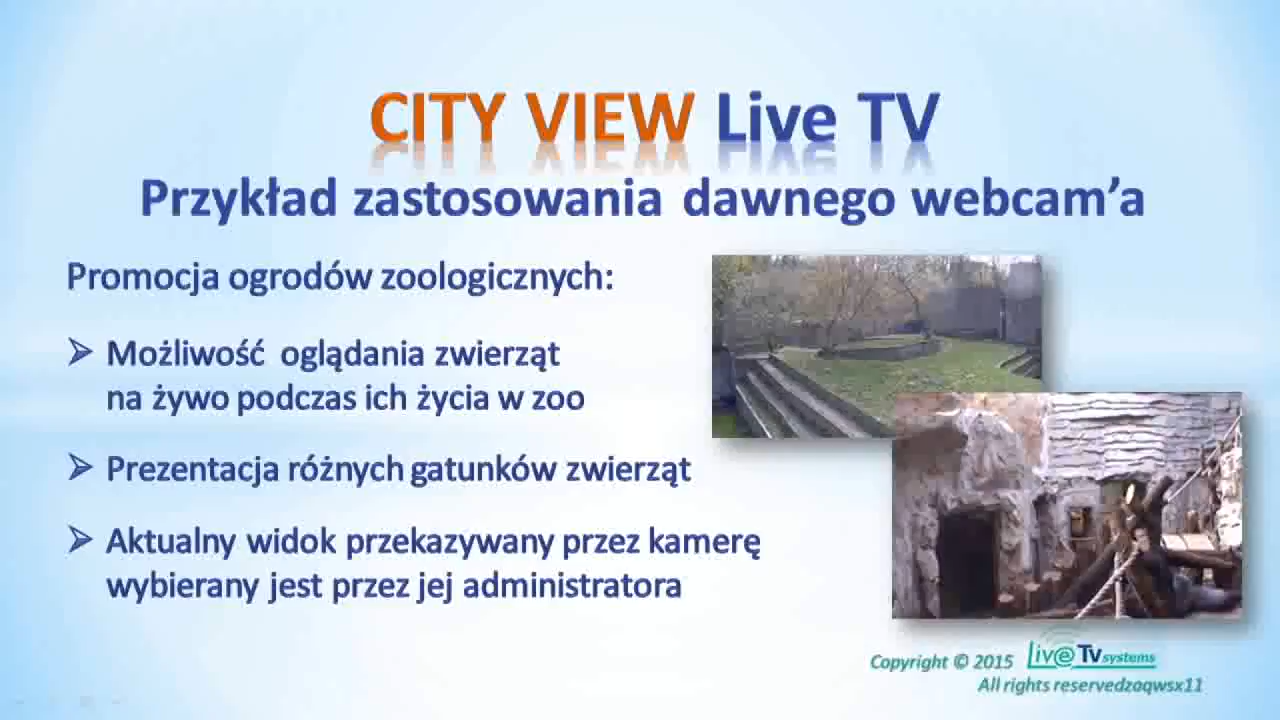 CITY VIEW Live TV
Przykład zastosowania dawnego webcam’a
Promocja ogrodów zoologicznych:
➢ Możliwość oglądania zwierząt
na żywo podczas ich życia w zoo
➢ Prezentacja różnych gatunków zwierząt
➢ Aktualny widok przekazywany przez kamerę
wybierany jest przez jej administratora
Copyright © 2015 Live TV systems
All rights reservedzaqwsx11